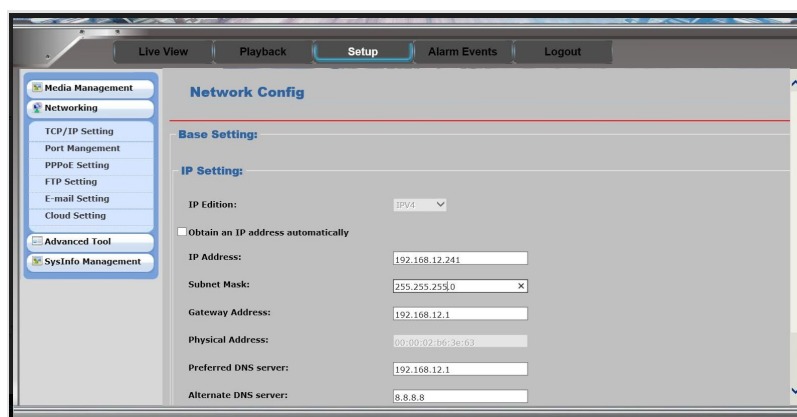 Live View Playback Setup Alarm Events Logout
Media Management
Networking
TCP/IP Setting
Port Mangement
PPPoE Setting
FTP Setting
E-mail Setting
Cloud Setting
Advanced Tool
SysInfo Management
Network Config
Base Setting:
IP Setting:
IP Edition: IPV4
Obtain an IP address automatically
IP Address: 192.168.12.241
Subnet Mask: 255.255.255.0
Gateway Address: 192.168.12.1
Physical Address: 00:00:02:b6:3e:63
Preferred DNS server: 192.168.12.1
Alternate DNS server: 8.8.8.8